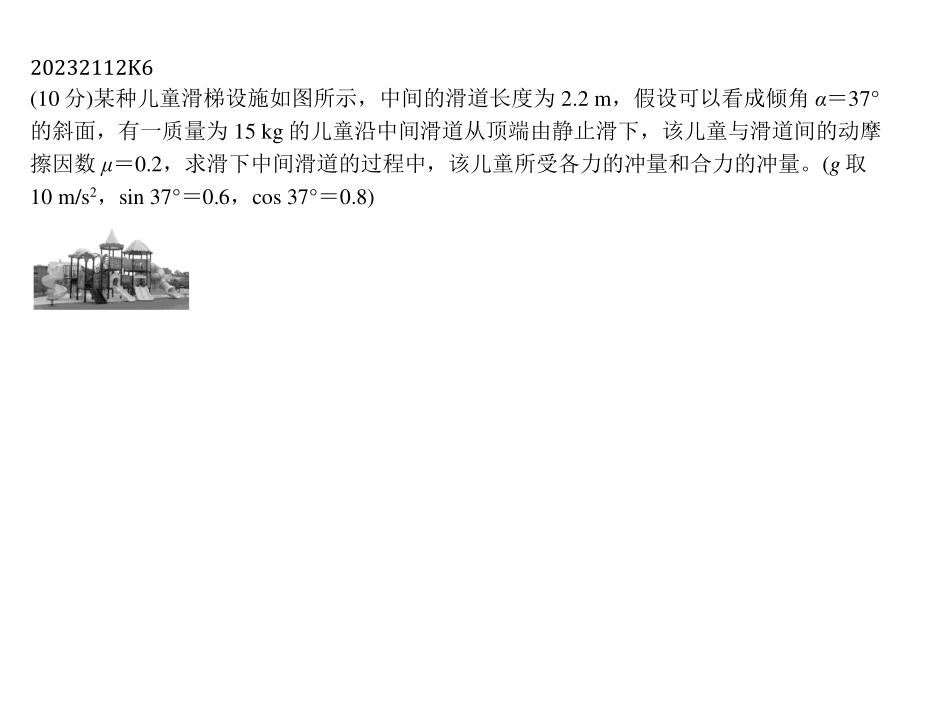 20232112K6
(10 分)某种儿童滑梯设施如图所示，中间的滑道长度为 2.2 m，假设可以看成倾角 α＝37°
的斜面，有一质量为 15 kg 的儿童沿中间滑道从顶端由静止滑下，该儿童与滑道间的动摩
擦因数 μ＝0.2，求滑下中间滑道的过程中，该儿童所受各力的冲量和合力的冲量。(g 取
10 m/s²，sin 37°＝0.6，cos 37°＝0.8)